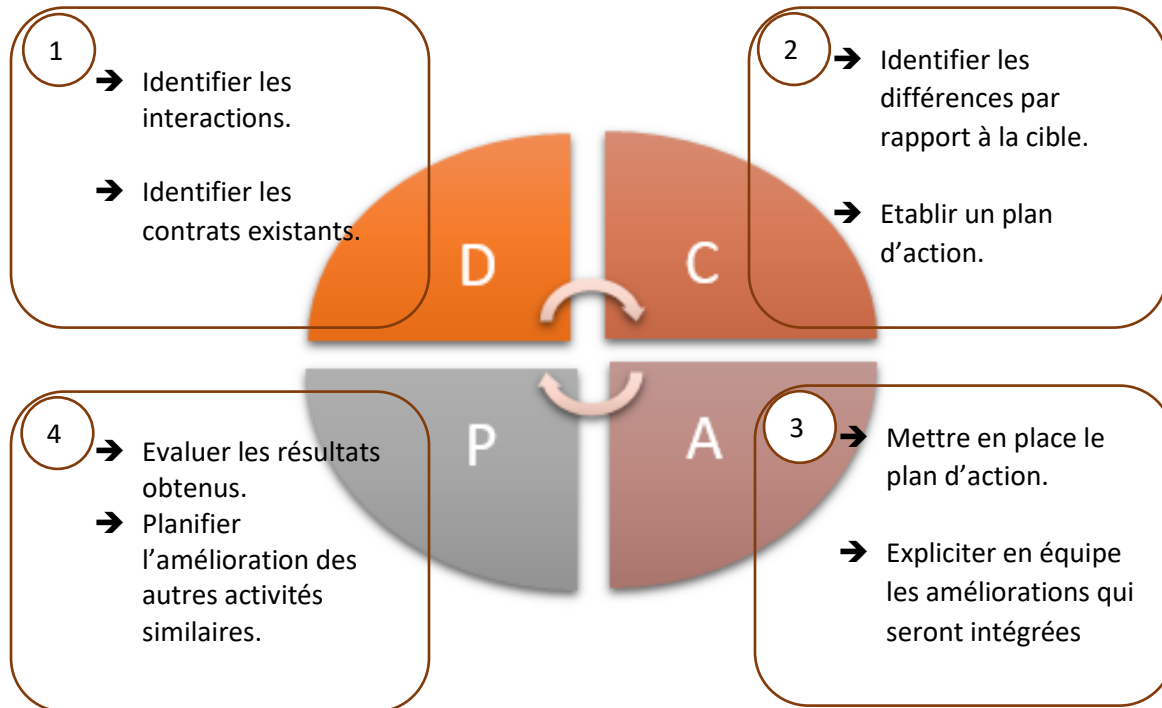 1
➔ Identifier les
interactions.
➔ Identifier les
contrats existants.
2
➔ Identifier les
différences par
rapport à la cible.
➔ Etablir un plan
d’action.
D
C
P
A
4
➔ Evaluer les résultats
obtenus.
➔ Planifier
l’amélioration des
autres activités
similaires.
3
➔ Mettre en place le
plan d’action.
➔ Expliciter en équipe
les améliorations qui
seront intégrées